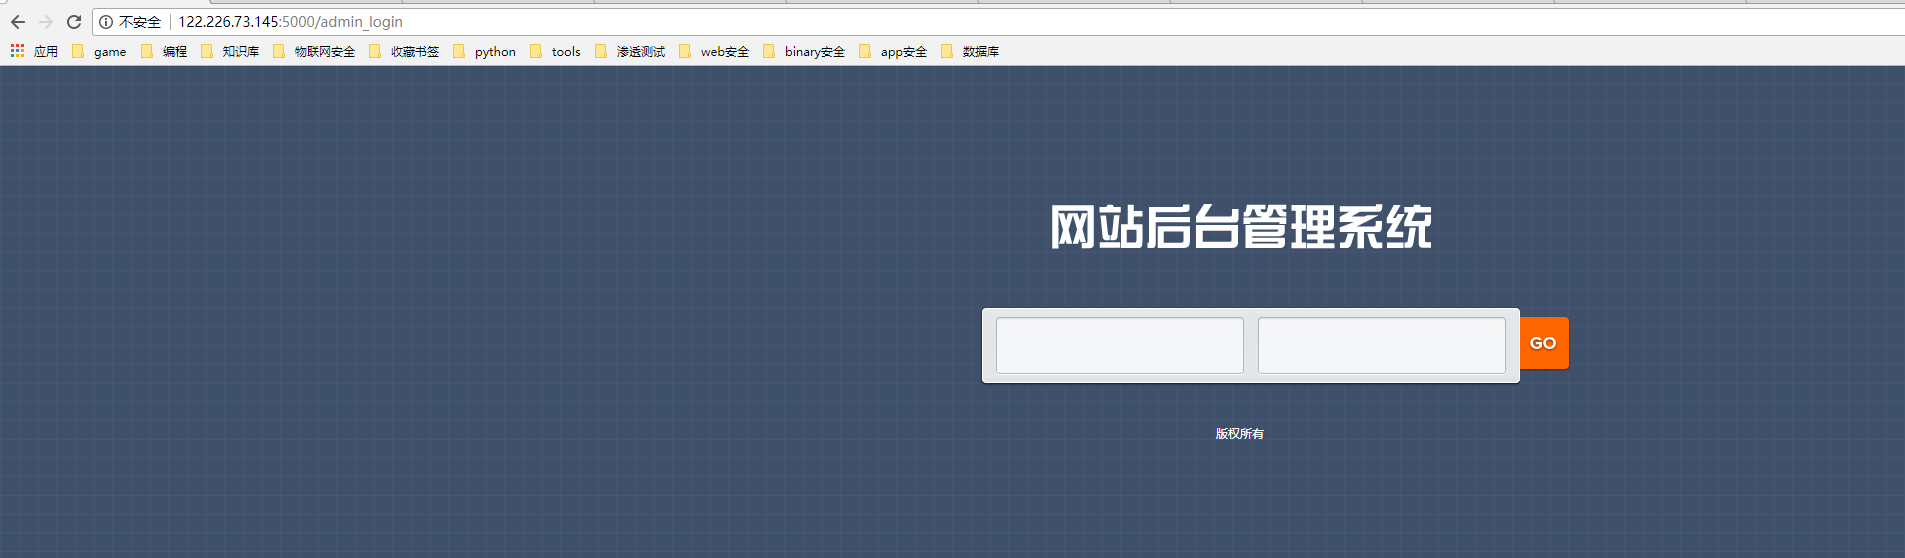 不安全 122.226.73.145:5000/admin_login
应用 game 编程 知识库 物联网安全 收藏书签 python tools 渗透测试 web安全 binary安全 app安全 数据库
网站后台管理系统
GO
版权所有